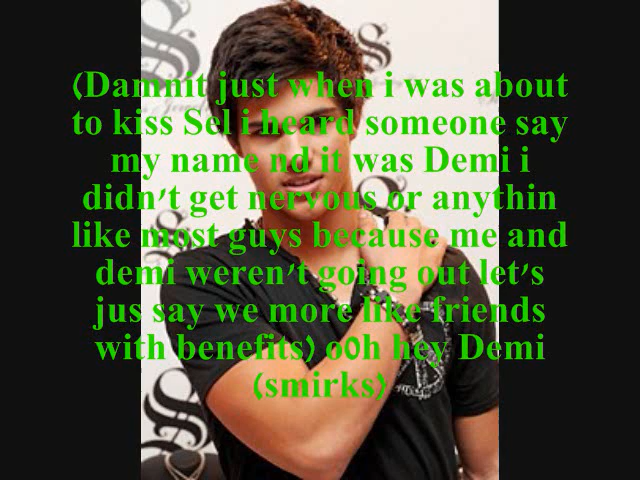 (Damnit just when i was about
to kiss Sel i heard someone say
my name nd it was Demi i
didn't get nervous or anythin
like most guys because me and
demi weren't going out let's
jus say we more like friends
with benefits) oOh hey Demi
(smirks)